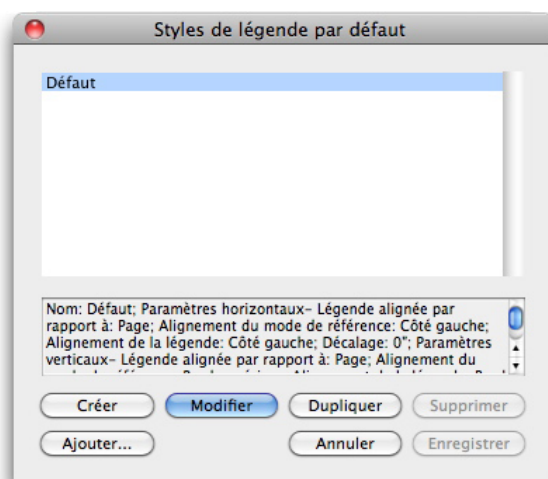 Styles de légende par défaut
Défaut
Nom: Défaut; Paramètres horizontaux– Légende alignée par
rapport à: Page; Alignement du mode de référence: Côté gauche;
Alignement de la légende: Côté gauche; Décalage: 0"; Paramètres
verticaux– Légende alignée par rapport à: Page; Alignement du
Créer Modifier Dupliquer Supprimer
Ajouter... Annuler Enregistrer